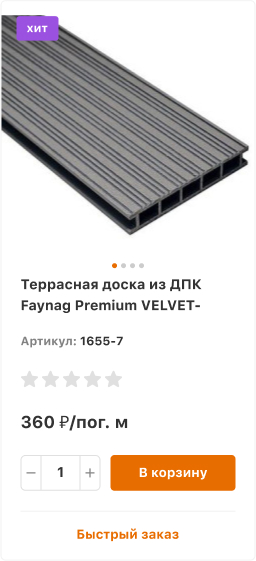 хит
Террасная доска из ДПК
Faynag Premium VELVET-
Артикул: 1655-7
360 ₽/пог. м
1
В корзину
Быстрый заказ